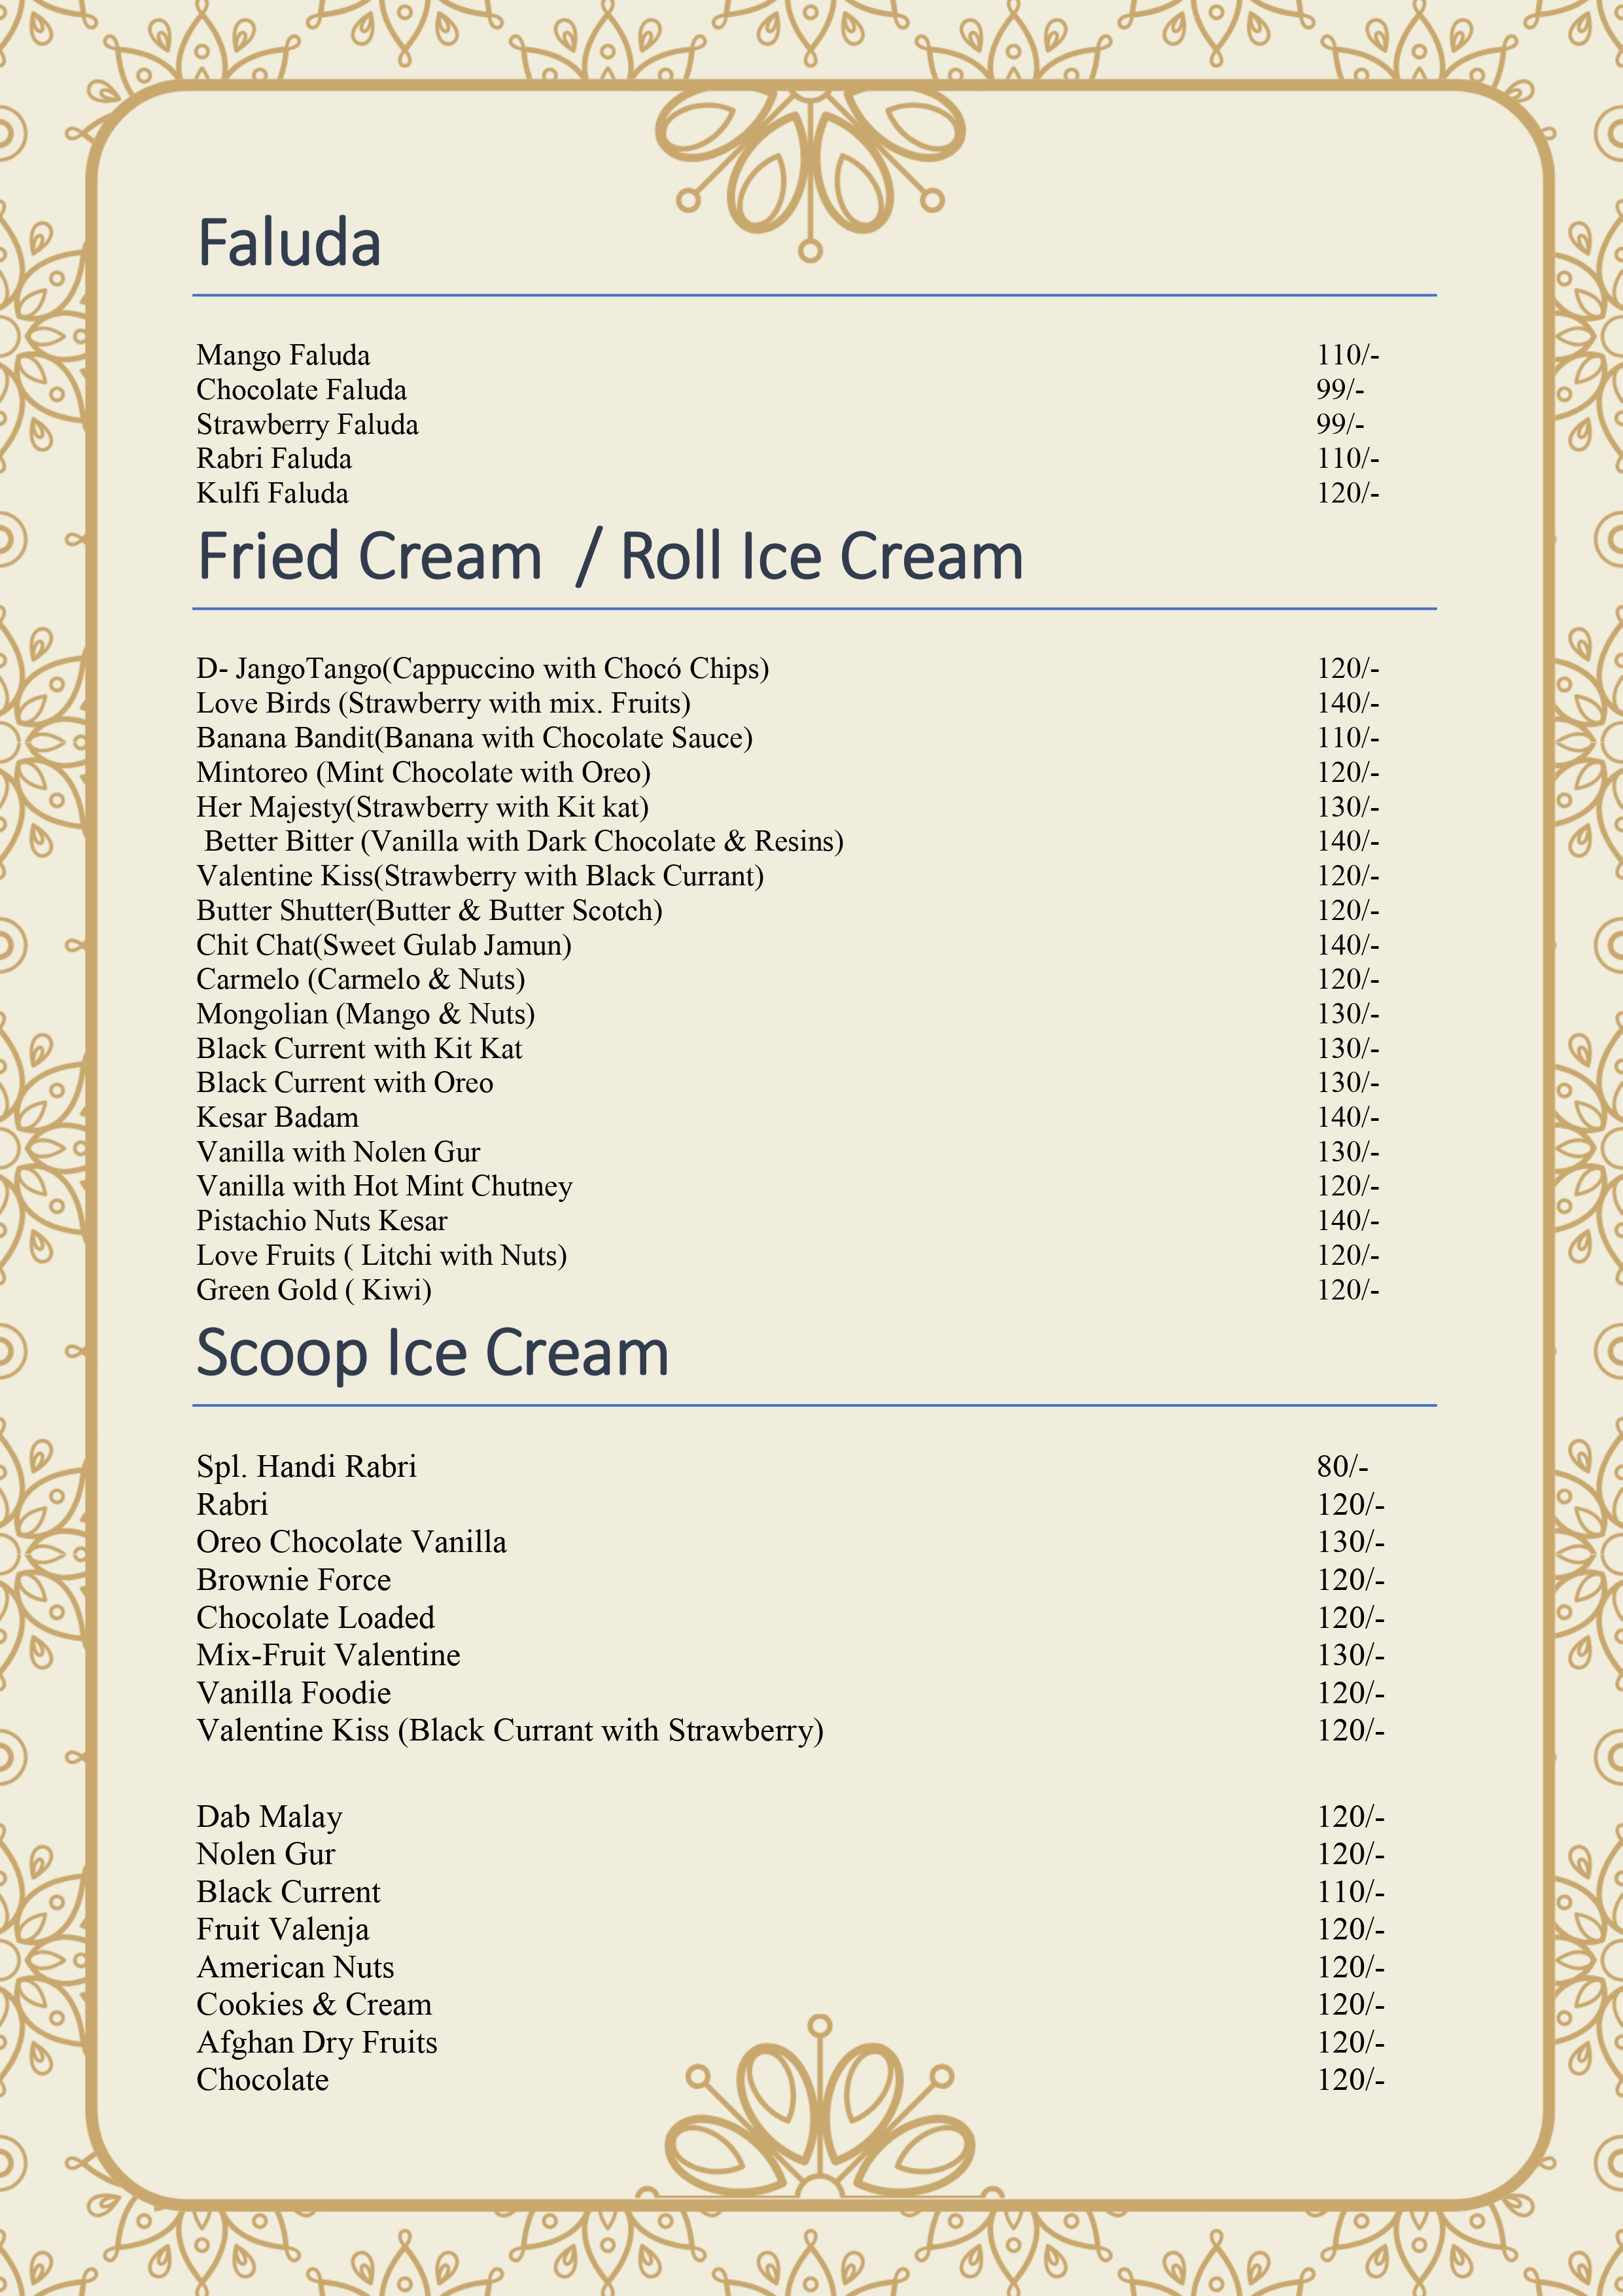 Faluda
Mango Faluda 110/-
Chocolate Faluda 99/-
Strawberry Faluda 99/-
Rabri Faluda 110/-
Kulfi Faluda 120/-
Fried Cream / Roll Ice Cream
D- JangoTango(Cappuccino with Chocó Chips) 120/-
Love Birds (Strawberry with mix. Fruits) 140/-
Banana Bandit(Banana with Chocolate Sauce) 110/-
Mintoreo (Mint Chocolate with Oreo) 120/-
Her Majesty(Strawberry with Kit kat) 130/-
Better Bitter (Vanilla with Dark Chocolate & Resins) 140/-
Valentine Kiss(Strawberry with Black Currant) 120/-
Butter Shutter(Butter & Butter Scotch) 120/-
Chit Chat(Sweet Gulab Jamun) 140/-
Carmelo (Carmelo & Nuts) 120/-
Mongolian (Mango & Nuts) 130/-
Black Current with Kit Kat 130/-
Black Current with Oreo 130/-
Kesar Badam 140/-
Vanilla with Nolen Gur 130/-
Vanilla with Hot Mint Chutney 120/-
Pistachio Nuts Kesar 140/-
Love Fruits ( Litchi with Nuts) 120/-
Green Gold ( Kiwi) 120/-
Scoop Ice Cream
Spl. Handi Rabri 80/-
Rabri 120/-
Oreo Chocolate Vanilla 130/-
Brownie Force 120/-
Chocolate Loaded 120/-
Mix-Fruit Valentine 130/-
Vanilla Foodie 120/-
Valentine Kiss (Black Currant with Strawberry) 120/-
Dab Malay 120/-
Nolen Gur 120/-
Black Current 110/-
Fruit Valenja 120/-
American Nuts 120/-
Cookies & Cream 120/-
Afghan Dry Fruits 120/-
Chocolate 120/-